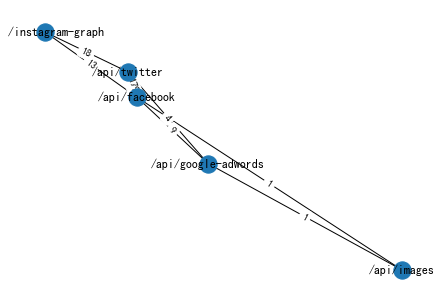 /instagram-graph
18
13
/api/twitter
/api/facebook
4
9
/api/google-adwords
1
1
/api/images